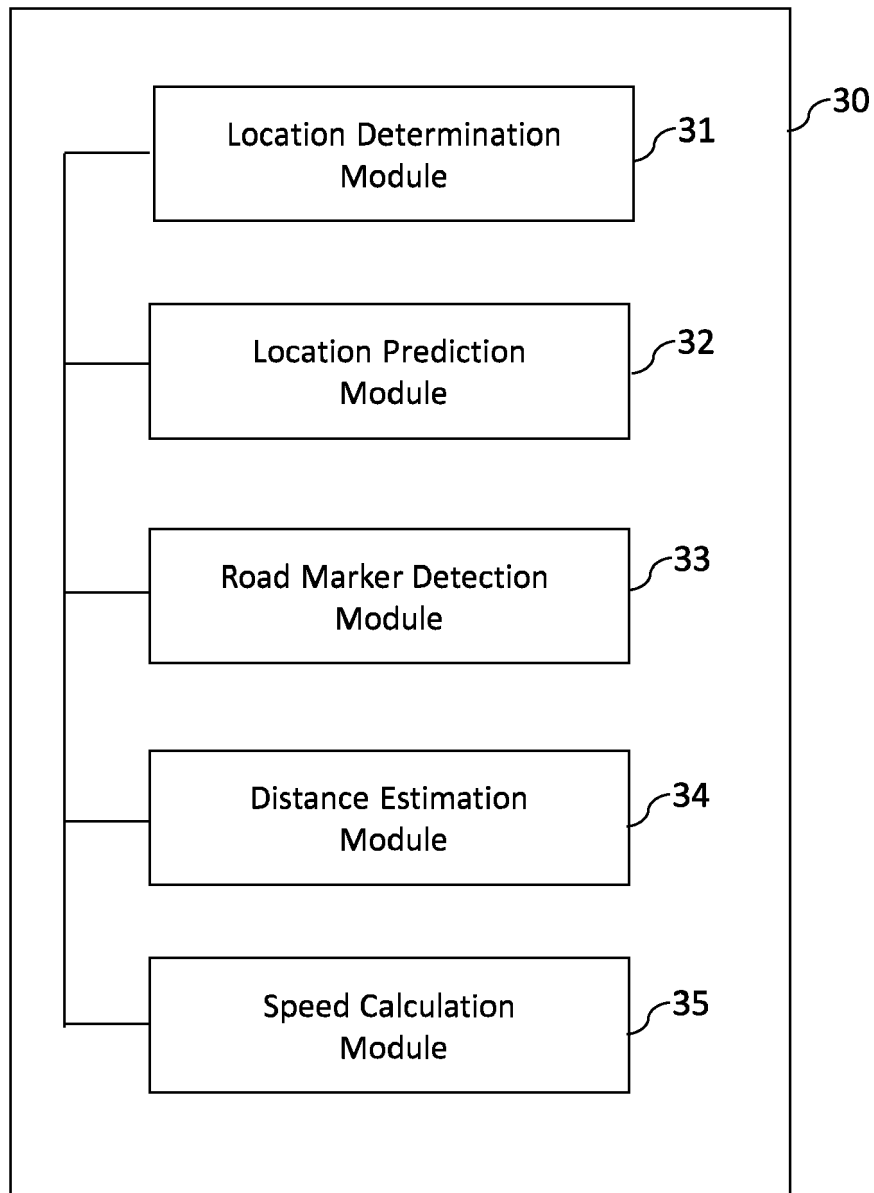 30
Location Determination
Module
31
Location Prediction
Module
32
Road Marker Detection
Module
33
Distance Estimation
Module
34
Speed Calculation
Module
35